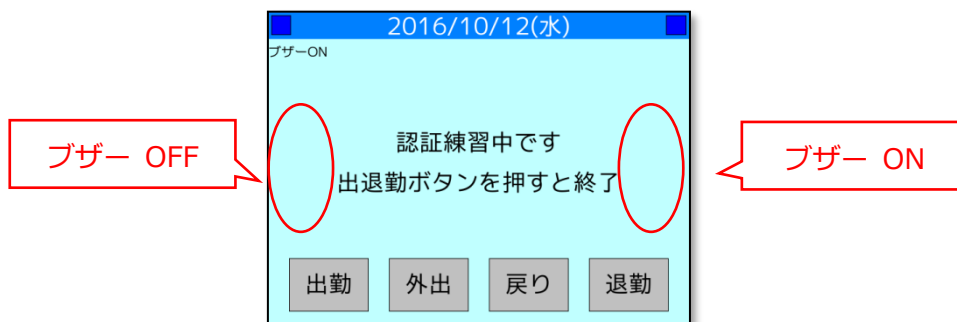 2016/10/12(水)
ブザーON
認証練習中です
ブザー OFF
ブザー ON
出退勤ボタンを押すと終了
出勤 外出 戻り 退勤